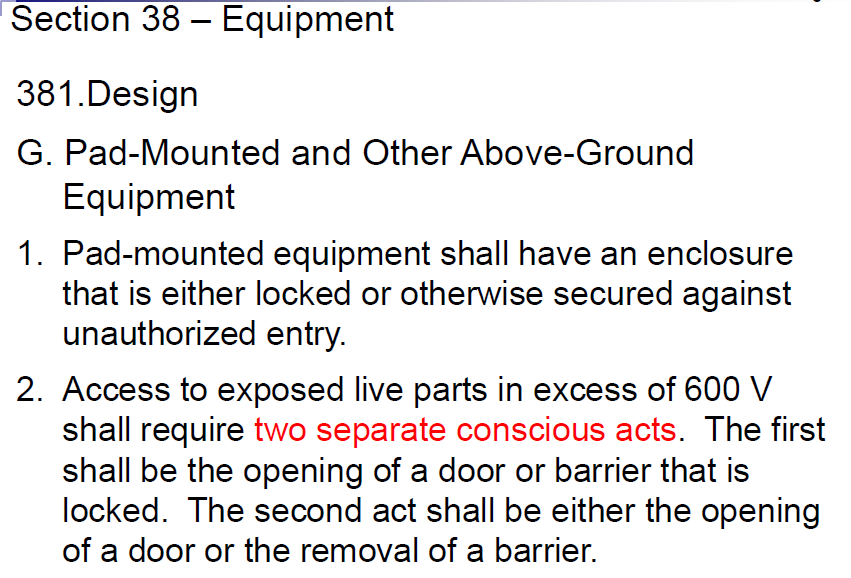 Section 38 – Equipment
381.Design
G. Pad-Mounted and Other Above-Ground
Equipment
1. Pad-mounted equipment shall have an enclosure
that is either locked or otherwise secured against
unauthorized entry.
2. Access to exposed live parts in excess of 600 V
shall require two separate conscious acts.  The first
shall be the opening of a door or barrier that is
locked.  The second act shall be either the opening
of a door or the removal of a barrier.